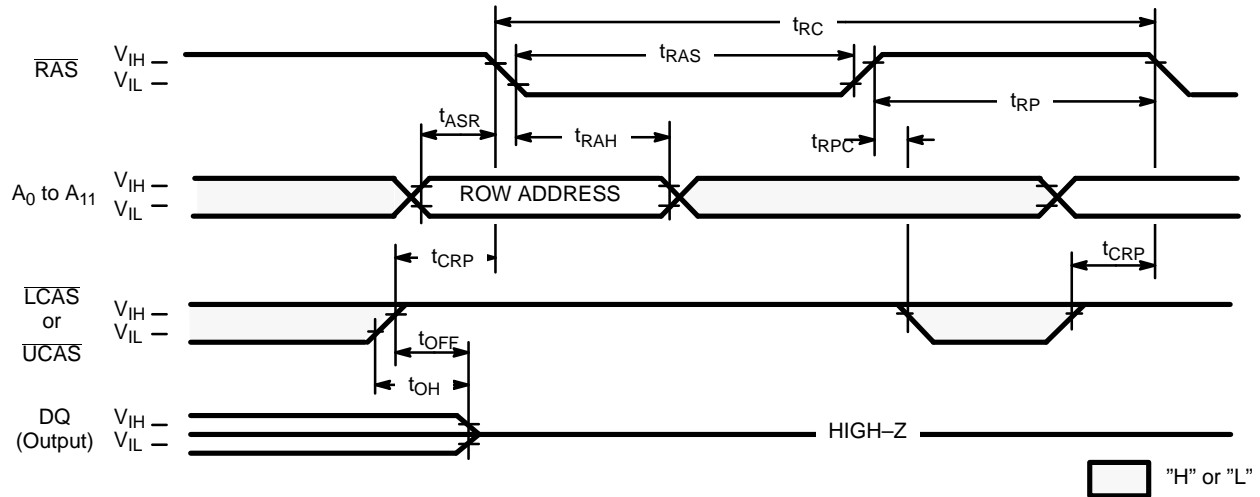 tRC
RAS
VIH
VIL
tRAS
tRP
tASR
tRAH
tRPC
A0 to A11
VIH
VIL
ROW ADDRESS
tCRP
tCRP
LCAS
or
UCAS
VIH
VIL
tOFF
tOH
DQ
(Output)
VIH
VIL
HIGH–Z
”H” or ”L”